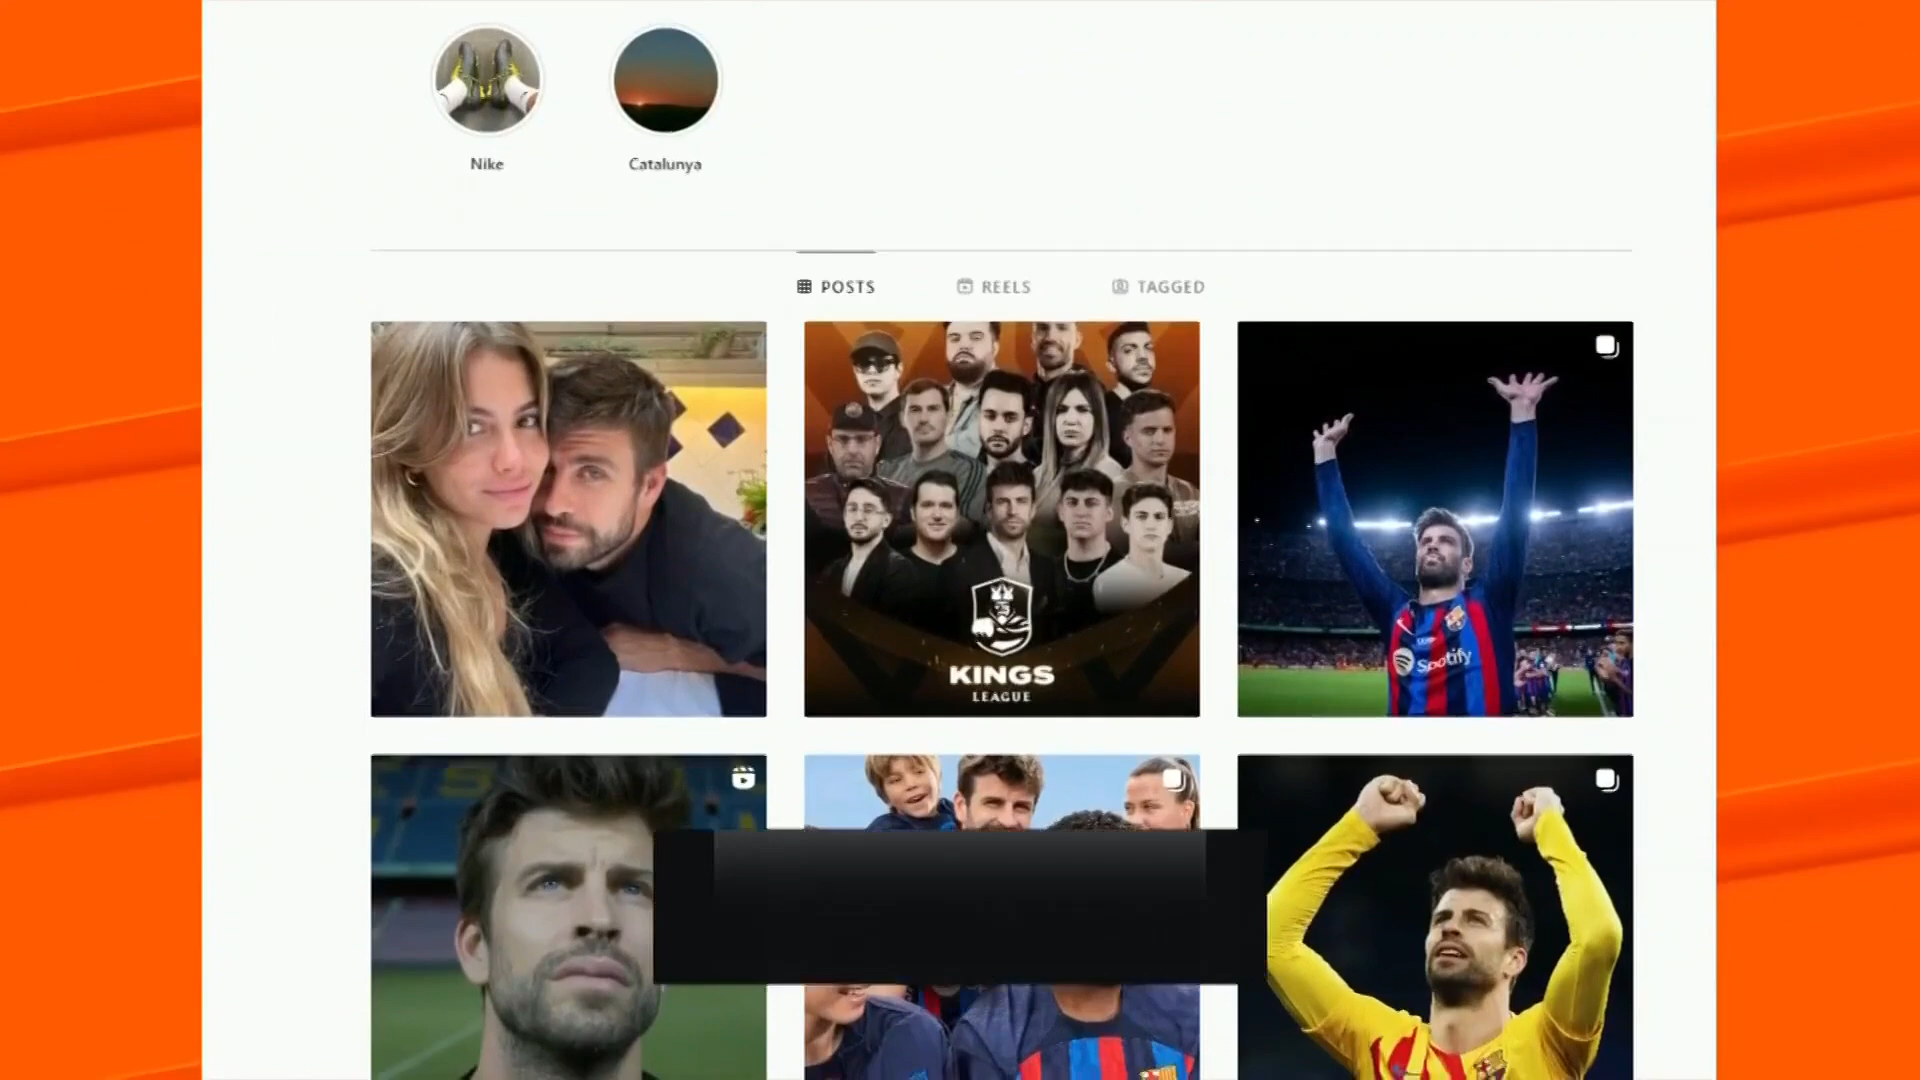 Nike
Catalunya
POSTS
REELS
TAGGED
KINGS
LEAGUE
Spotify